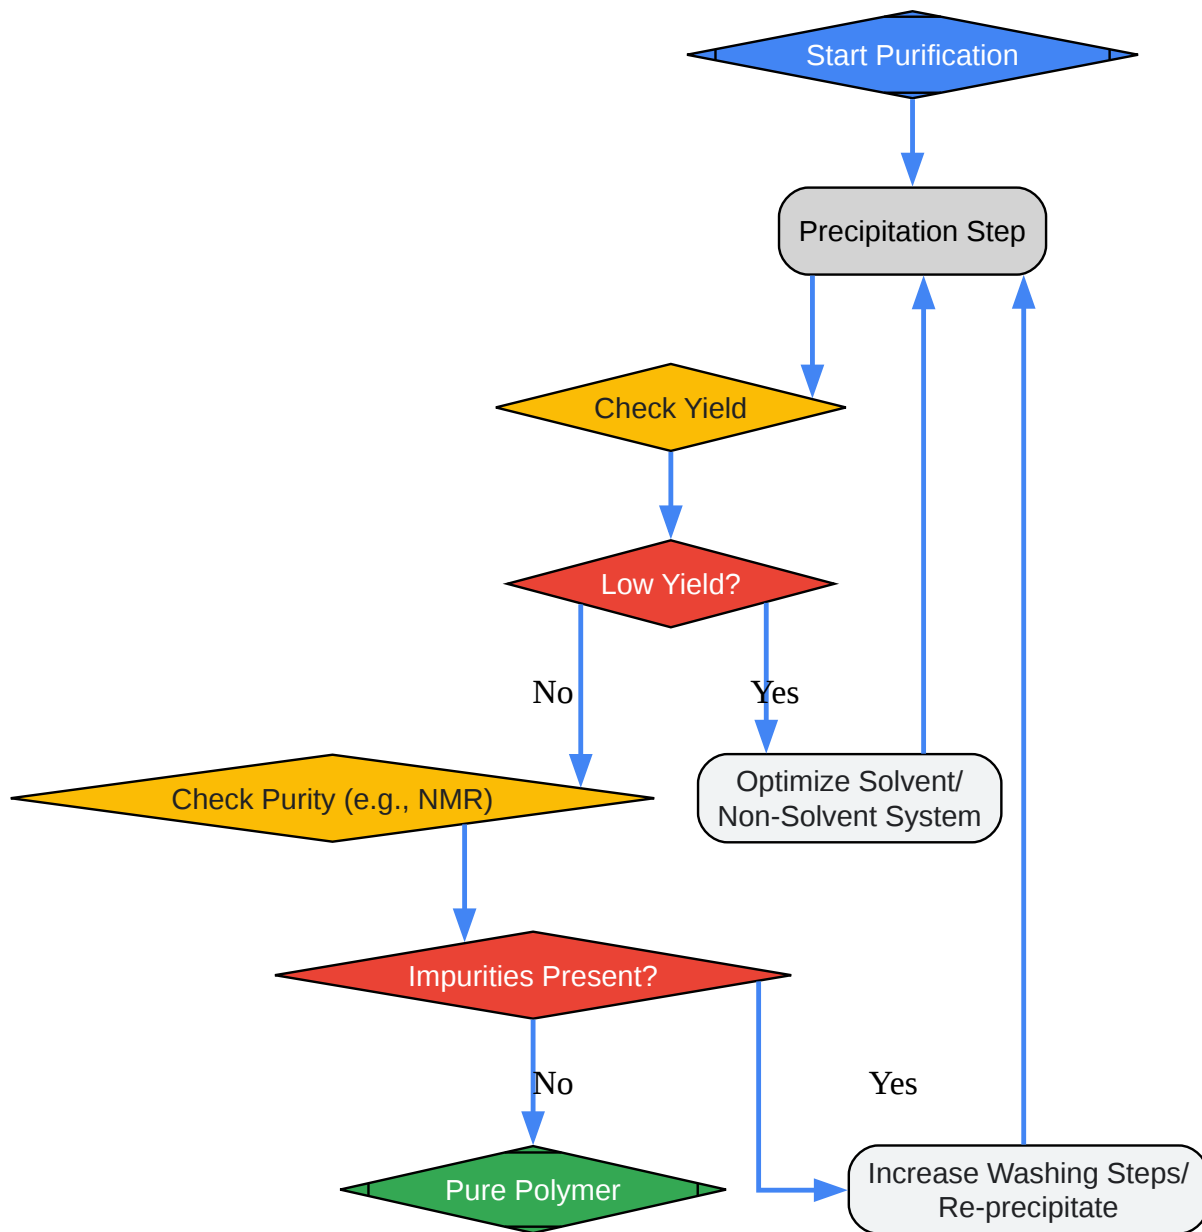 Start Purification
Precipitation Step
Check Yield
Low Yield?
No
Yes
Check Purity (e.g., NMR)
Optimize Solvent/
Non-Solvent System
Impurities Present?
No
Yes
Pure Polymer
Increase Washing Steps/
Re-precipitate